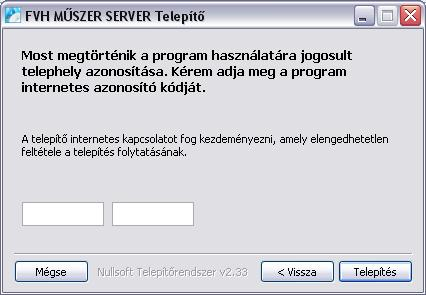 FVH MŰSZER SERVER Telepítő
Most megtörténik a program használatára jogosult
telephely azonosítása. Kérem adja meg a program
internetes azonosító kódját.
A telepítő internetes kapcsolatot fog kezdeményezni, amely elengedhetetlen
feltétele a telepítés folytatásának.
Mégse
Nullsoft Telepítőrendszer v2.33
< Vissza
Telepítés